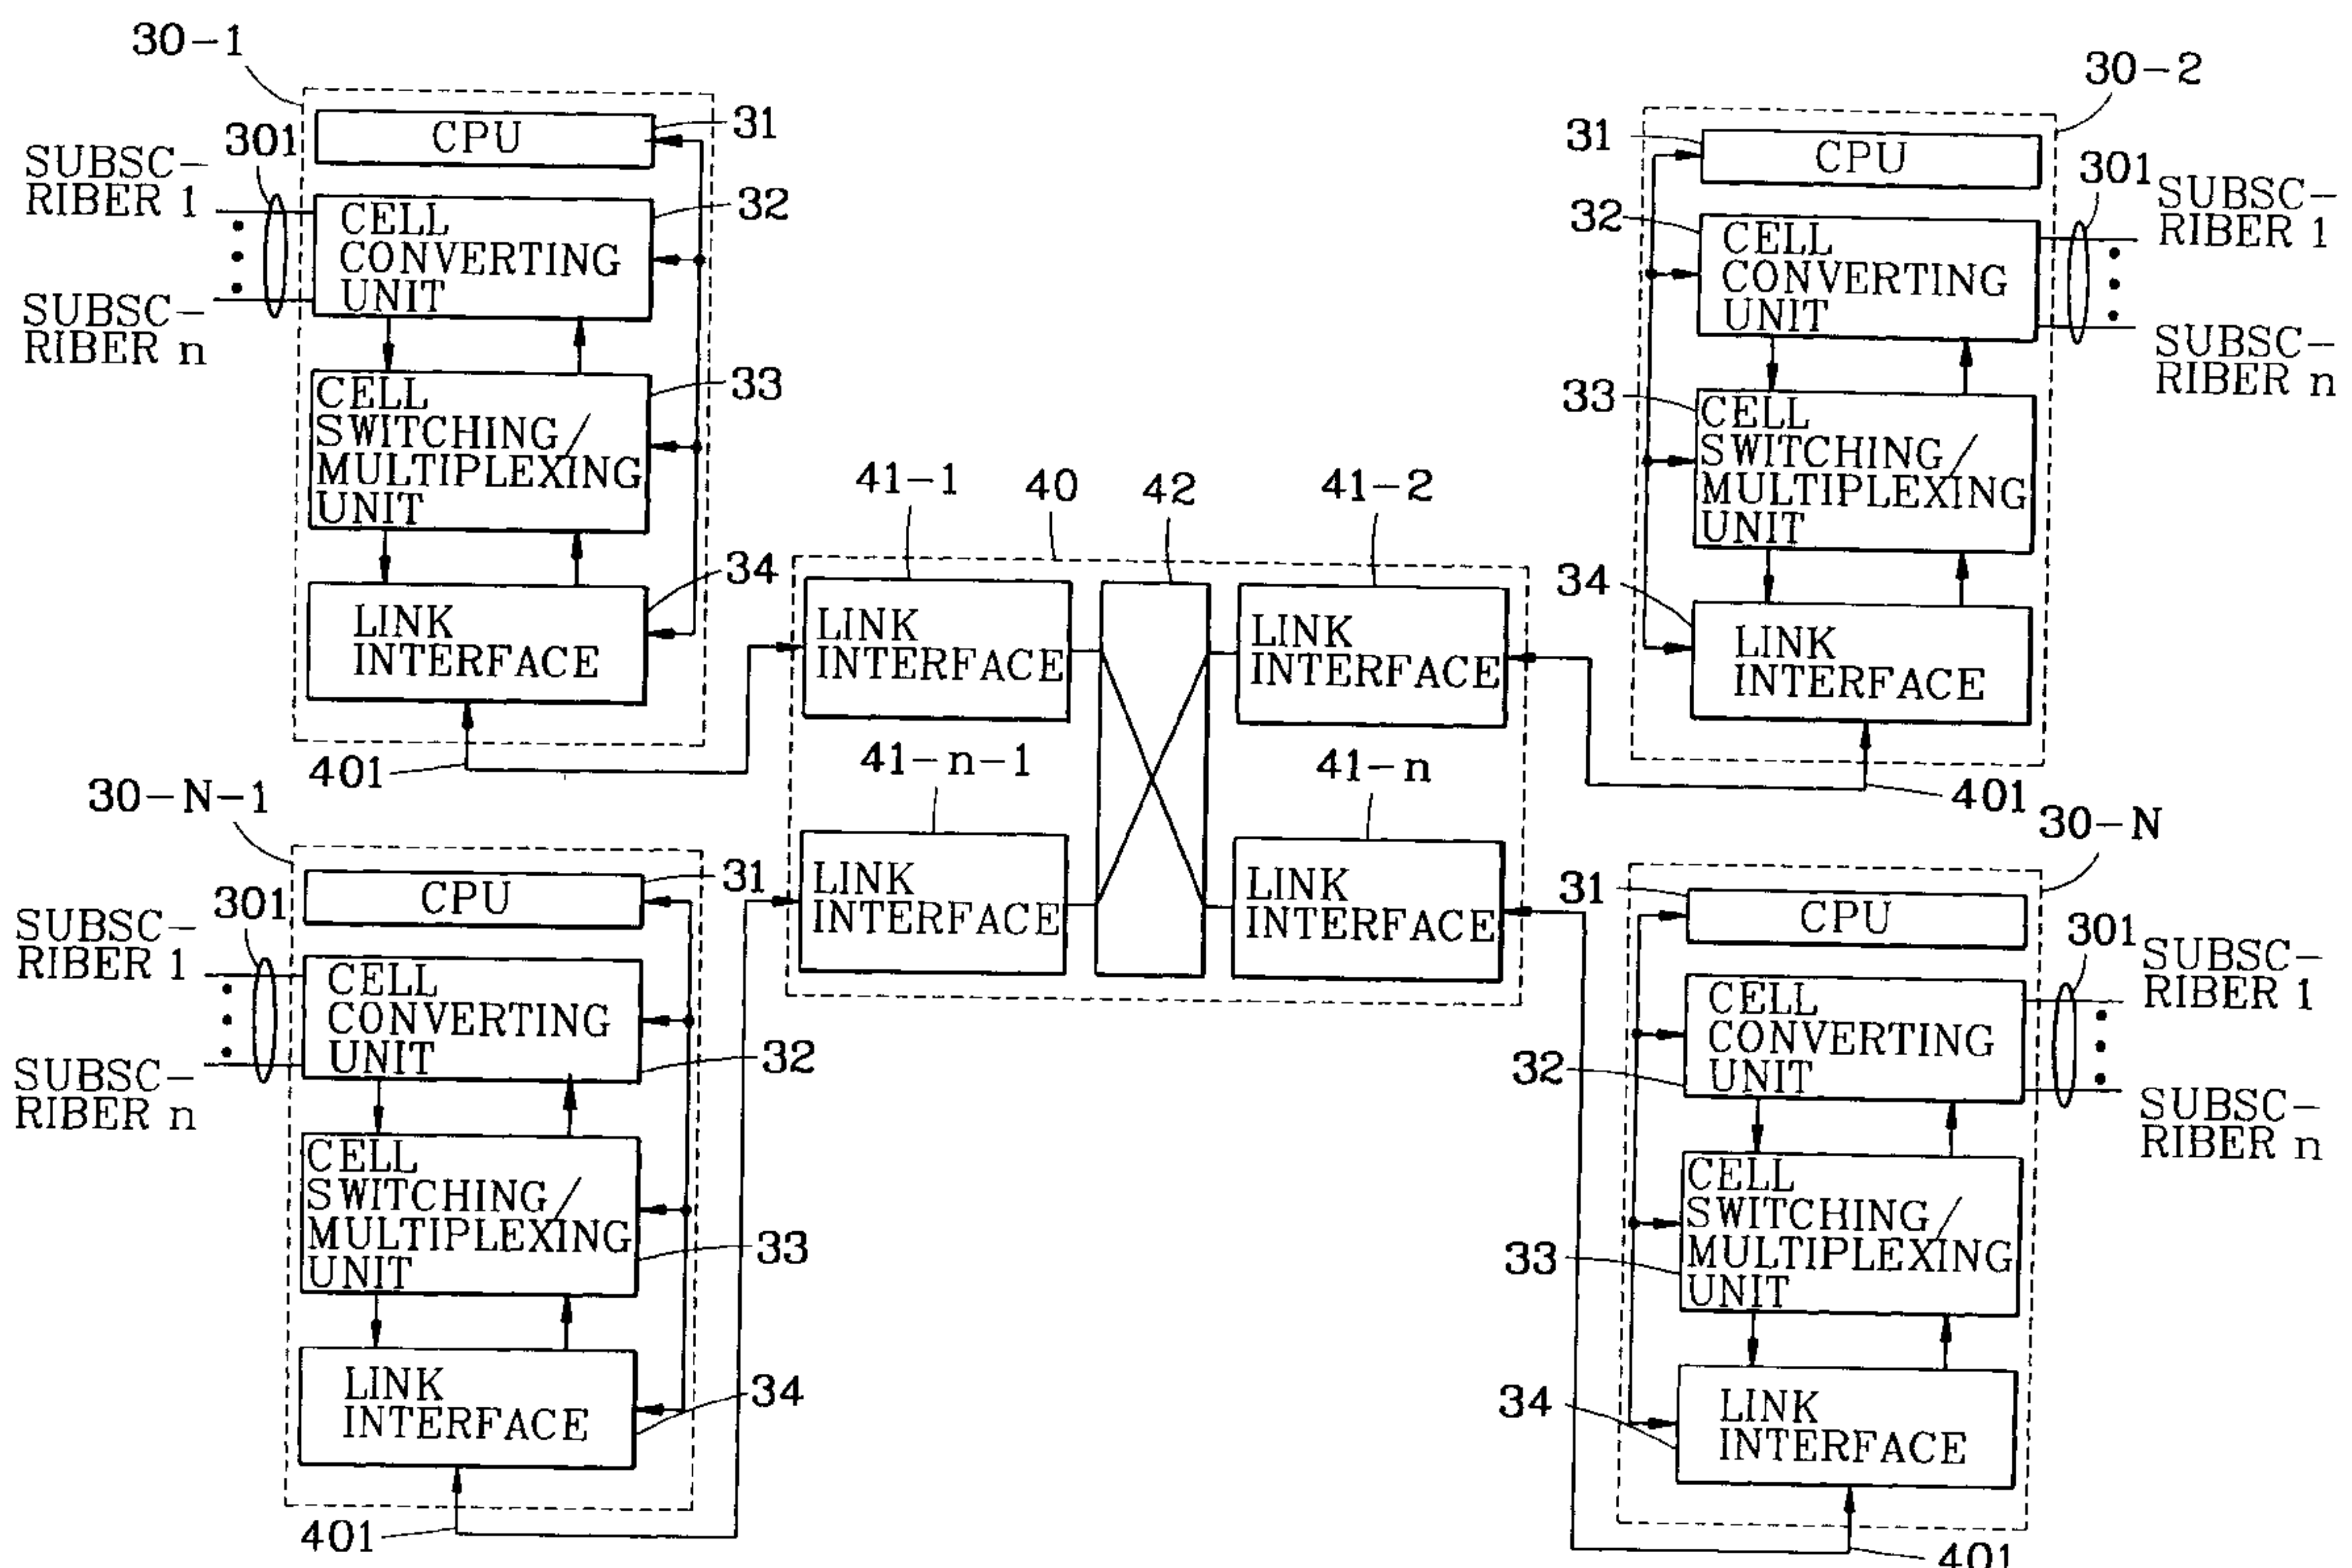 30-1
31
CPU
301
SUBSC-
RIBER 1
32
CELL
CONVERTING
UNIT
SUBSC-
RIBER n
33
CELL
SWITCHING/
MULTIPLEXING
UNIT
34
LINK
INTERFACE
401
30-2
31
CPU
301
SUBSC-
RIBER 1
32
CELL
CONVERTING
UNIT
SUBSC-
RIBER n
33
CELL
SWITCHING/
MULTIPLEXING
UNIT
34
LINK
INTERFACE
401
41-1
40
42
41-2
LINK
INTERFACE
LINK
INTERFACE
41-n-1
41-n
LINK
INTERFACE
LINK
INTERFACE
30-N-1
31
CPU
301
SUBSC-
RIBER 1
CELL
CONVERTING
UNIT
32
SUBSC-
RIBER n
CELL
SWITCHING/
MULTIPLEXING
UNIT
33
LINK
INTERFACE
34
401
30-N
31
CPU
301
SUBSC-
RIBER 1
CELL
CONVERTING
UNIT
32
SUBSC-
RIBER n
CELL
SWITCHING/
MULTIPLEXING
UNIT
33
LINK
INTERFACE
34
401